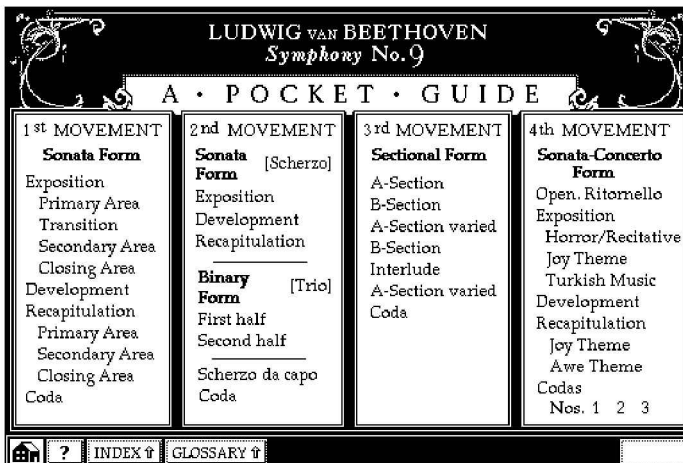 LUDWIG VAN BEETHOVEN
Symphony No. 9
A · POCKET · GUIDE
1st MOVEMENT
Sonata Form
Exposition
Primary Area
Transition
Secondary Area
Closing Area
Development
Recapitulation
Primary Area
Secondary Area
Closing Area
Coda
2nd MOVEMENT
Sonata [Scherzo]
Form
Exposition
Development
Recapitulation
Binary [Trio]
Form
First half
Second half
Scherzo da capo
Coda
3rd MOVEMENT
Sectional Form
A-Section
B-Section
A-Section varied
B-Section
Interlude
A-Section varied
Coda
4th MOVEMENT
Sonata-Concerto
Form
Open. Ritornello
Exposition
Horror/Recitative
Joy Theme
Turkish Music
Development
Recapitulation
Joy Theme
Awe Theme
Codas
Nos. 1 2 3
? INDEX ⇑ GLOSSARY ⇑